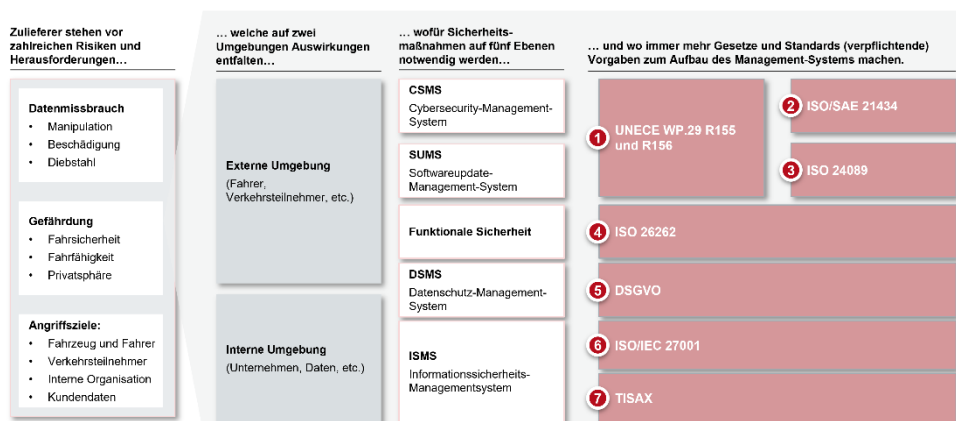 Zulieferer stehen vor
zahlreichen Risiken und
Herausforderungen…
… welche auf zwei
Umgebungen Auswirkungen
entfalten…
… wofür Sicherheits-
maßnahmen auf fünf Ebenen
notwendig werden…
… und wo immer mehr Gesetze und Standards (verpflichtende)
Vorgaben zum Aufbau des Management-Systems machen.
Datenmissbrauch
• Manipulation
• Beschädigung
• Diebstahl
Gefährdung
• Fahrsicherheit
• Fahrfähigkeit
• Privatsphäre
Angriffsziele:
• Fahrzeug und Fahrer
• Verkehrsteilnehmer
• Interne Organisation
• Kundendaten
Externe Umgebung
(Fahrer,
Verkehrsteilnehmer, etc.)
Interne Umgebung
(Unternehmen, Daten, etc.)
CSMS
Cybersecurity-Management-
System
SUMS
Softwareupdate-
Management-System
Funktionale Sicherheit
DSMS
Datenschutz-Management-
System
ISMS
Informationssicherheits-
Managementsystem
1 UNECE WP.29 R155
und R156
2 ISO/SAE 21434
3 ISO 24089
4 ISO 26262
5 DSGVO
6 ISO/IEC 27001
7 TISAX